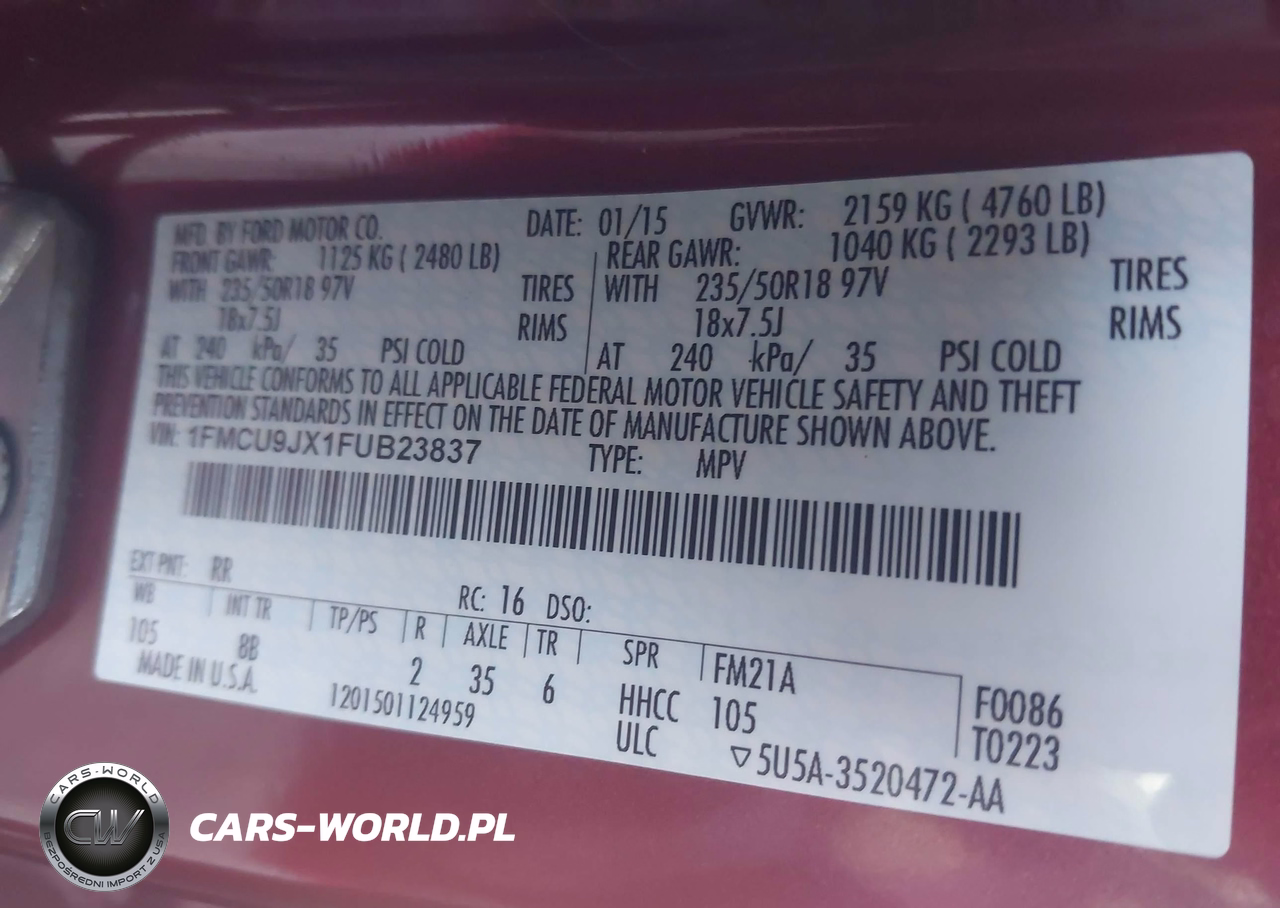 MFD. BY FORD MOTOR CO. DATE: 01/15 GVWR: 2159 KG ( 4760 LB)
FRONT GAWR: 1125 KG ( 2480 LB) REAR GAWR: 1040 KG ( 2293 LB)
WITH 235/50R18 97V TIRES WITH 235/50R18 97V TIRES
18x7.5J RIMS 18x7.5J RIMS
AT 240 kPa/ 35 PSI COLD AT 240 kPa/ 35 PSI COLD
THIS VEHICLE CONFORMS TO ALL APPLICABLE FEDERAL MOTOR VEHICLE SAFETY AND THEFT
PREVENTION STANDARDS IN EFFECT ON THE DATE OF MANUFACTURE SHOWN ABOVE.
VIN: 1FMCU9JX1FUB23837 TYPE: MPV
EXT PNT: RR RC: 16 DSO:
WB INT TR TP/PS R AXLE TR SPR FM21A F0086
105 8B 2 35 6 HHCC 105 T0223
MADE IN U.S.A. 1201501124959 ULC ▽5U5A-3520472-AA
CARS-WORLD
CW
BEZPOŚREDNI IMPORT Z USA
CARS-WORLD.PL